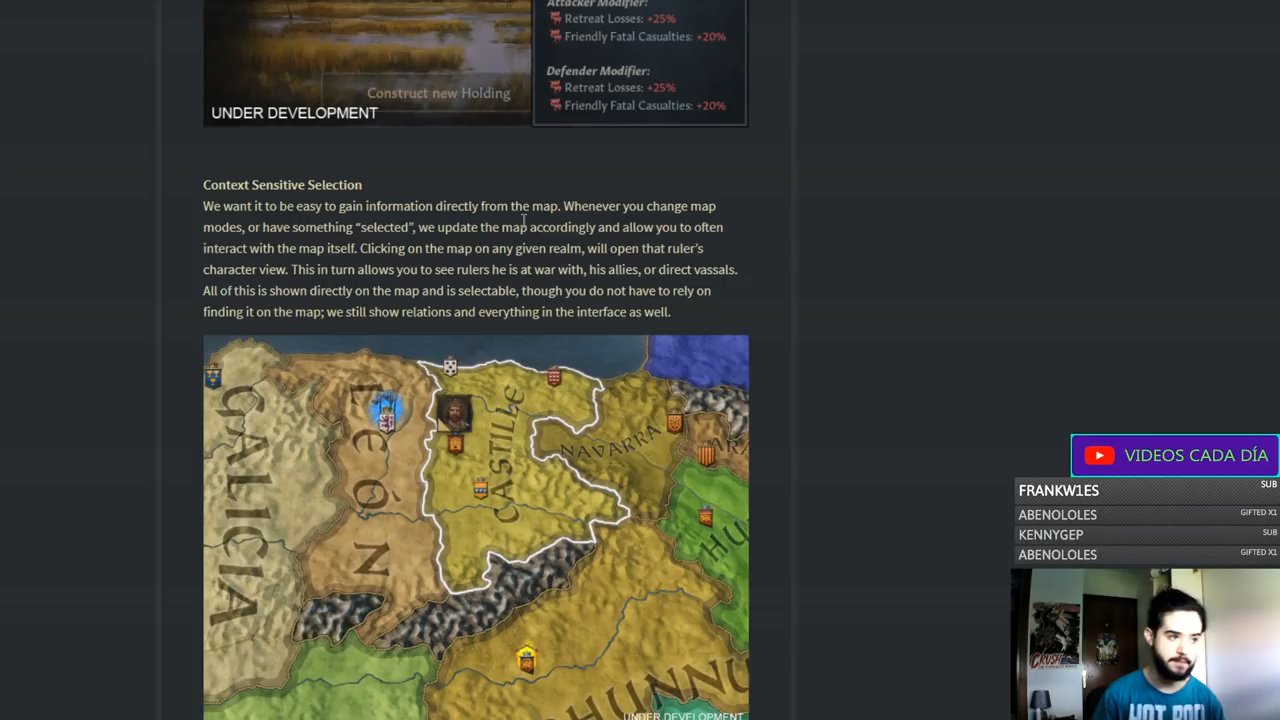 Attacker Modifier:
Retreat Losses: +25%
Friendly Fatal Casualties: +20%
Defender Modifier:
Retreat Losses: +25%
Friendly Fatal Casualties: +20%
Construct new Holding
UNDER DEVELOPMENT
Context Sensitive Selection
We want it to be easy to gain information directly from the map. Whenever you change map
modes, or have something “selected”, we update the map accordingly and allow you to often
interact with the map itself. Clicking on the map on any given realm, will open that ruler’s
character view. This in turn allows you to see rulers he is at war with, his allies, or direct vassals.
All of this is shown directly on the map and is selectable, though you do not have to rely on
finding it on the map; we still show relations and everything in the interface as well.
GALICIA
LEÓN
CASTILLE
NAVARRA
ARA
HU
HUNNU
UNDER DEVELOPMENT
VIDEOS CADA DÍA
FRANKW1ES SUB
ABENOLOLES GIFTED X1
KENNYGEP SUB
ABENOLOLES GIFTED X1
CRUSH
HOT ROD